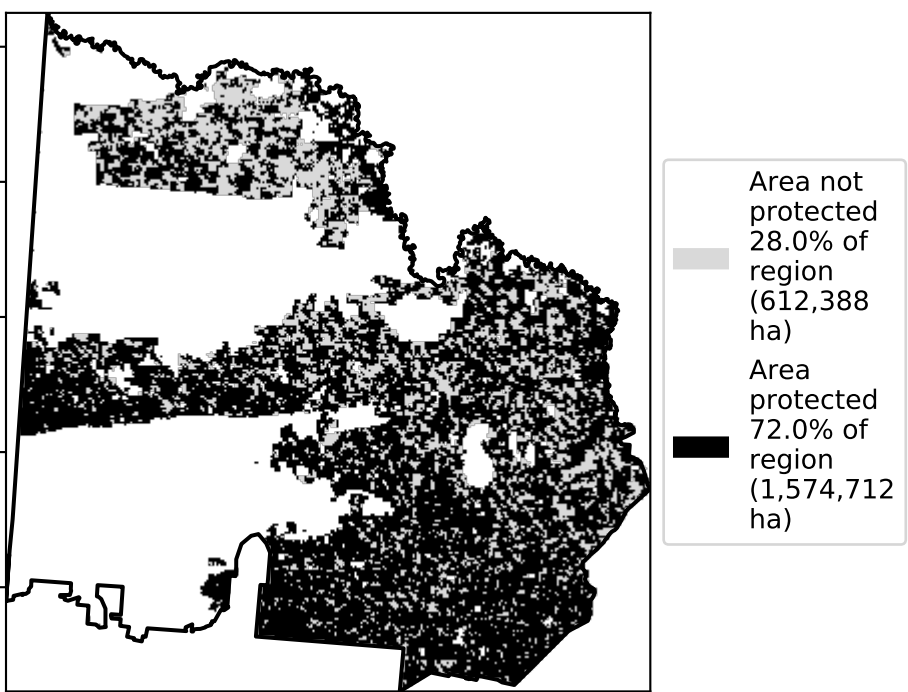 Area not
protected
28.0% of
region
(612,388
ha)
Area
protected
72.0% of
region
(1,574,712
ha)